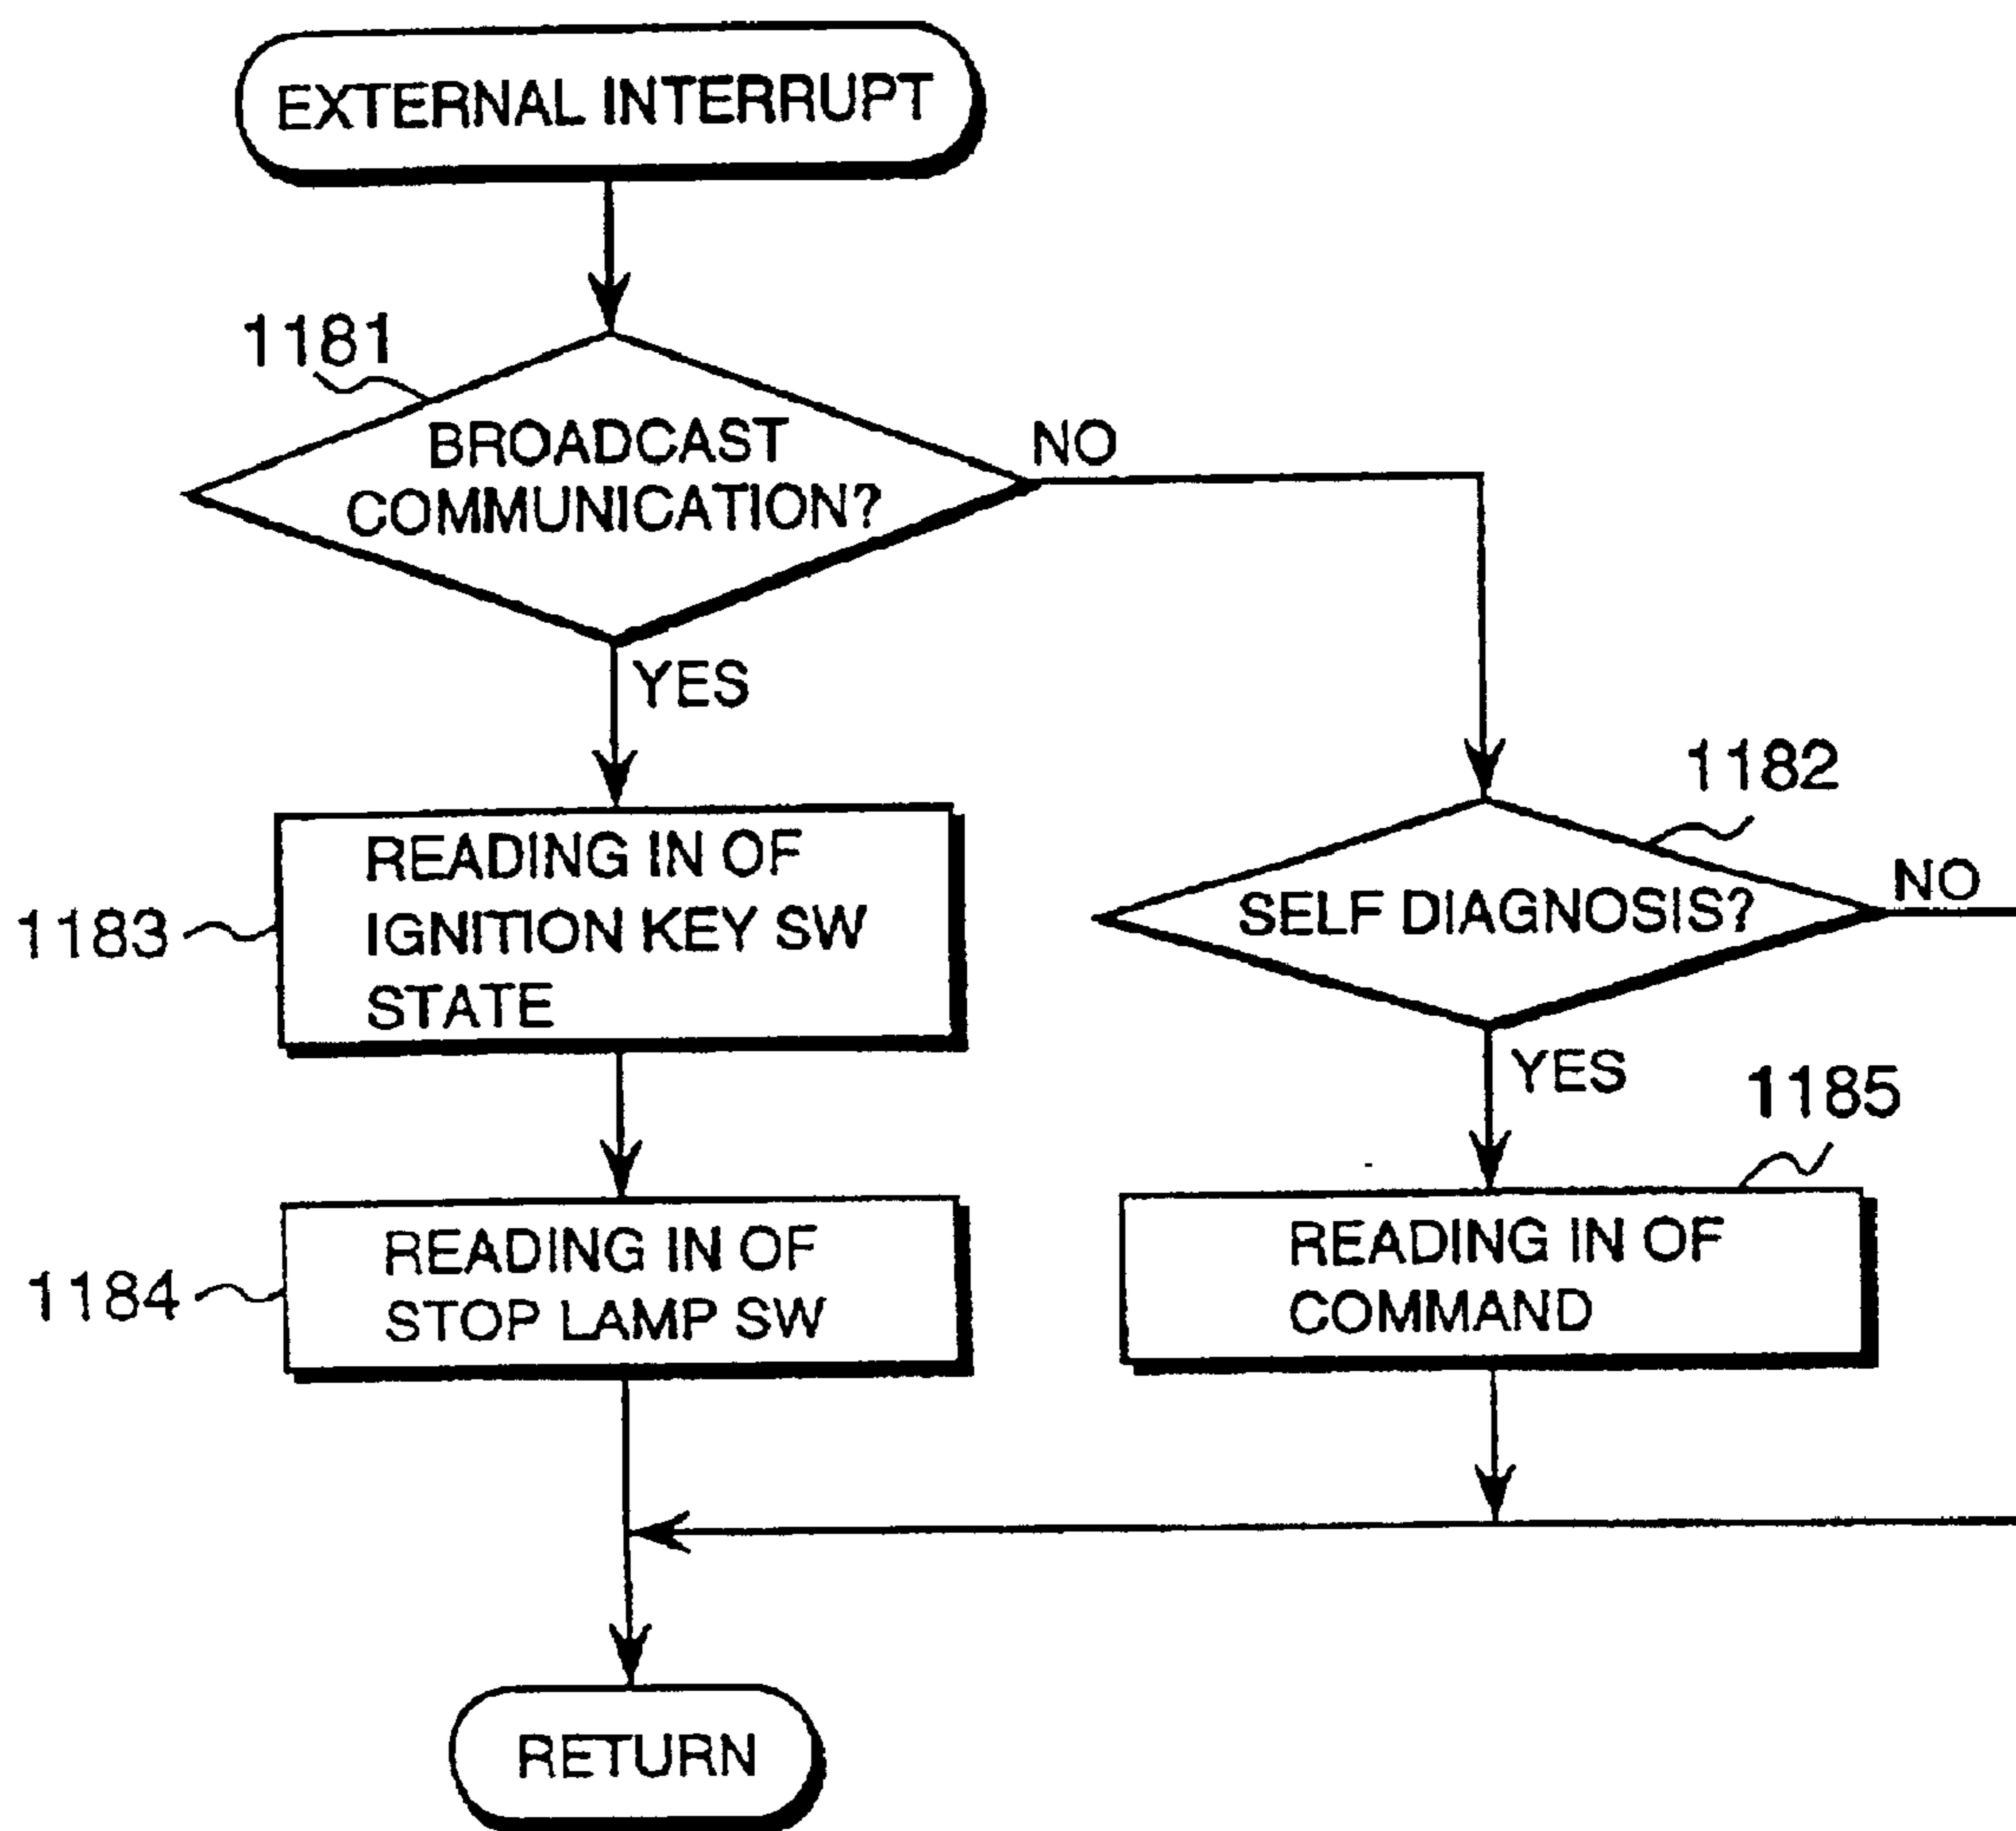 EXTERNAL INTERRUPT
1181
BROADCAST
COMMUNICATION?
NO
YES
1182
SELF DIAGNOSIS?
NO
YES
1183
READING IN OF
IGNITION KEY SW
STATE
1185
1184
READING IN OF
STOP LAMP SW
READING IN OF
COMMAND
RETURN